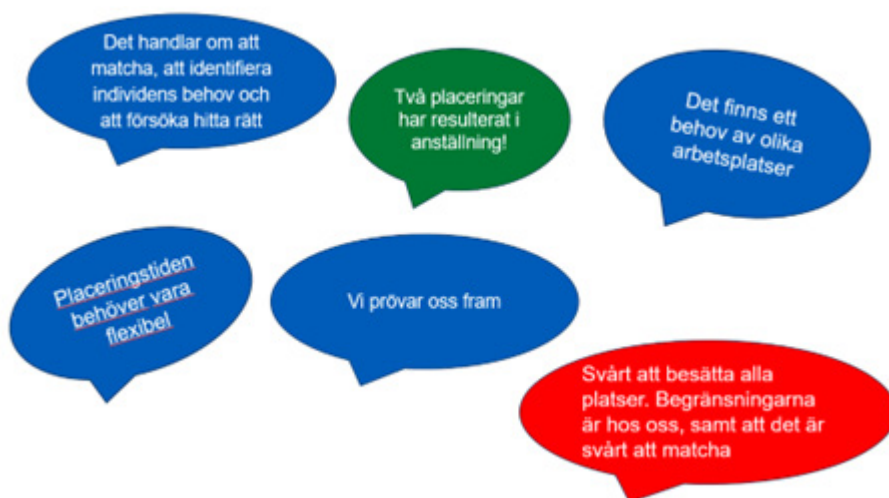 Det handlar om att
matcha, att identifiera
individens behov och
att försöka hitta rätt
Två placeringar
har resulterat i
anställning!
Det finns ett
behov av olika
arbetsplatser
Placeringstiden
behöver vara
flexibel
Vi prövar oss fram
Svårt att besätta alla
platser. Begränsningarna
är hos oss, samt att det är
svårt att matcha